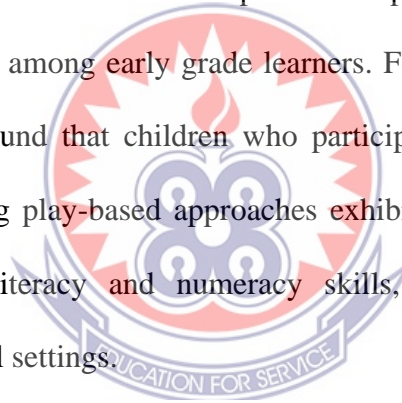 among early grade learners. F
und that children who particip
g play-based approaches exhib
iteracy and numeracy skills,
l settings.
EDUCATION FOR SERVICE